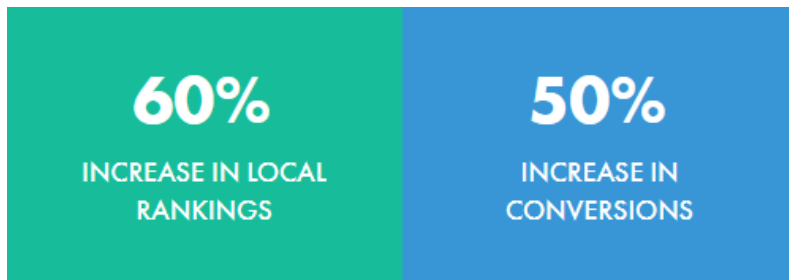 60%
INCREASE IN LOCAL
RANKINGS
50%
INCREASE IN
CONVERSIONS